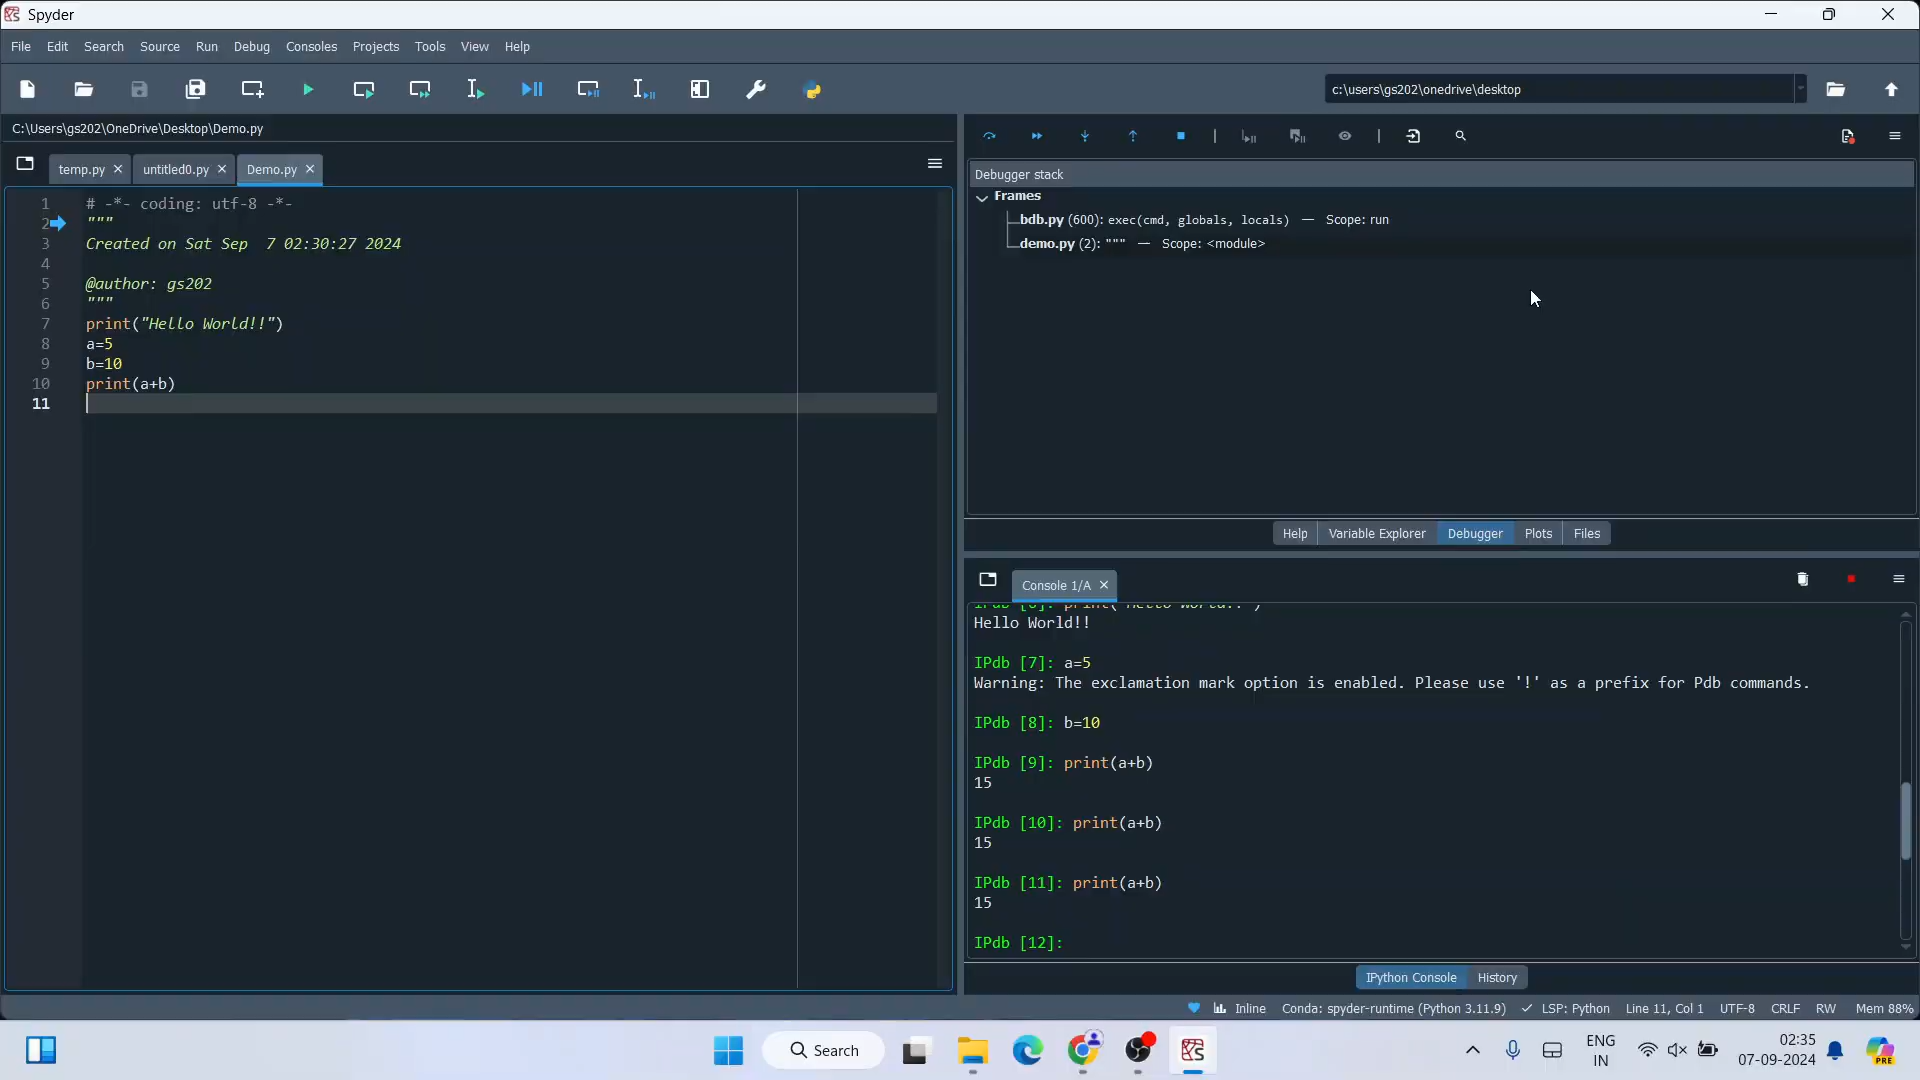 Spyder
File Edit Search Source Run Debug Consoles Projects Tools View Help
c:\users\gs202\onedrive\desktop
C:\Users\gs202\OneDrive\Desktop\Demo.py
temp.py untitled0.py Demo.py
1 # -*- coding: utf-8 -*-
2 """
3 Created on Sat Sep  7 02:30:27 2024
4
5 @author: gs202
6 """
7 print("Hello World!!")
8 a=5
9 b=10
10 print(a+b)
11
Debugger stack
Frames
bdb.py (600): exec(cmd, globals, locals) — Scope: run
demo.py (2): """ — Scope: <module>
Help Variable Explorer Debugger Plots Files
Console 1/A
IPdb [6]: print("Hello World!!")
Hello World!!
IPdb [7]: a=5
Warning: The exclamation mark option is enabled. Please use '!' as a prefix for Pdb commands.
IPdb [8]: b=10
IPdb [9]: print(a+b)
15
IPdb [10]: print(a+b)
15
IPdb [11]: print(a+b)
15
IPdb [12]:
IPython Console History
Inline Conda: spyder-runtime (Python 3.11.9) LSP: Python Line 11, Col 1 UTF-8 CRLF RW Mem 88%
Search
ENG
IN
02:35
07-09-2024
PRE